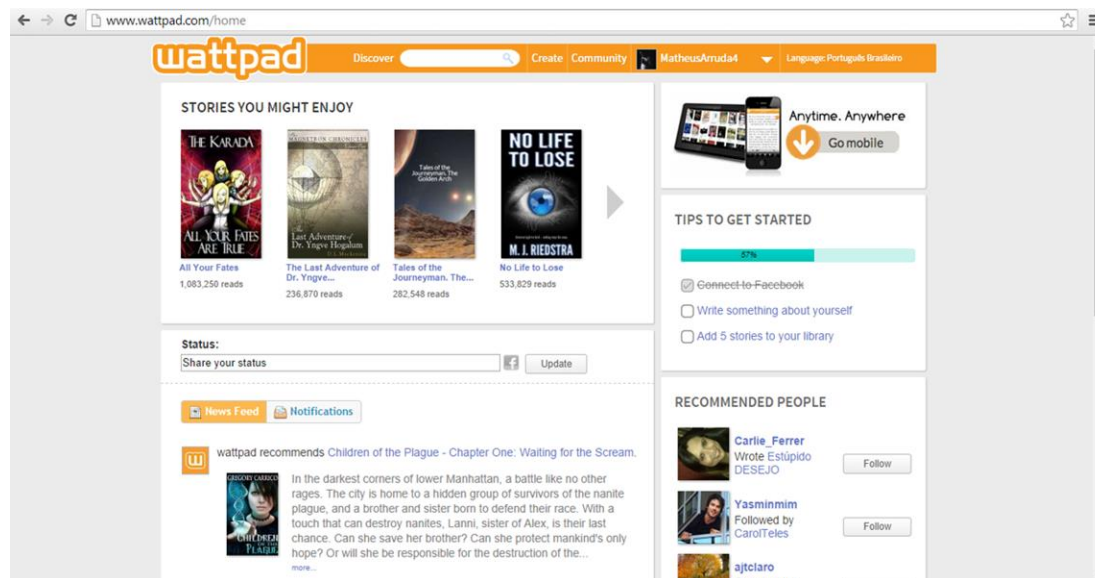 www.wattpad.com/home
wattpad
Discover
Create Community
MatheusArruda4
Language: Português Brasileiro
STORIES YOU MIGHT ENJOY
THE KARADA
ALL YOUR FATES
ARE TRUE
All Your Fates
1,083,250 reads
MAGNETRON CHRONICLES
The
Last Adventure of
Dr. Yngve Hogalum
The Last Adventure of
Dr. Yngve...
236,870 reads
Tales of the
Journeyman. The
Golden Arch
Tales of the
Journeyman. The...
282,548 reads
NO LIFE
TO LOSE
M. J. RIEDSTRA
No Life to Lose
533,829 reads
Anytime. Anywhere
Go mobile
TIPS TO GET STARTED
57%
Connect to Facebook
Write something about yourself
Add 5 stories to your library
Status:
Share your status
Update
News Feed
Notifications
wattpad recommends Children of the Plague - Chapter One: Waiting for the Scream.
GREGORY CARRICO
CHILDREN
OF THE
PLAGUE
In the darkest corners of lower Manhattan, a battle like no other
rages. The city is home to a hidden group of survivors of the nanite
plague, and a brother and sister born to defend their race. With a
touch that can destroy nanites, Lanni, sister of Alex, is their last
chance. Can she save her brother? Can she protect mankind's only
hope? Or will she be responsible for the destruction of the...
more...
RECOMMENDED PEOPLE
Carlie_Ferrer
Wrote Estúpido
DESEJO
Follow
Yasminmim
Followed by
CarolTeles
Follow
ajtclaro